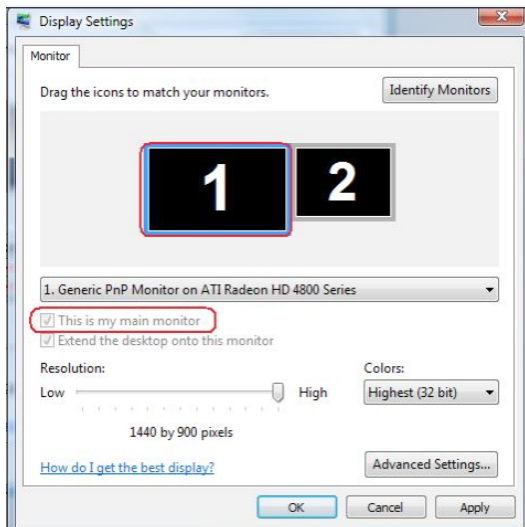 Display Settings
Monitor
Drag the icons to match your monitors.
Identify Monitors
1
2
1. Generic PnP Monitor on ATI Radeon HD 4800 Series
This is my main monitor
Extend the desktop onto this monitor
Resolution:
Colors:
Low
High
Highest (32 bit)
1440 by 900 pixels
How do I get the best display?
Advanced Settings...
OK
Cancel
Apply